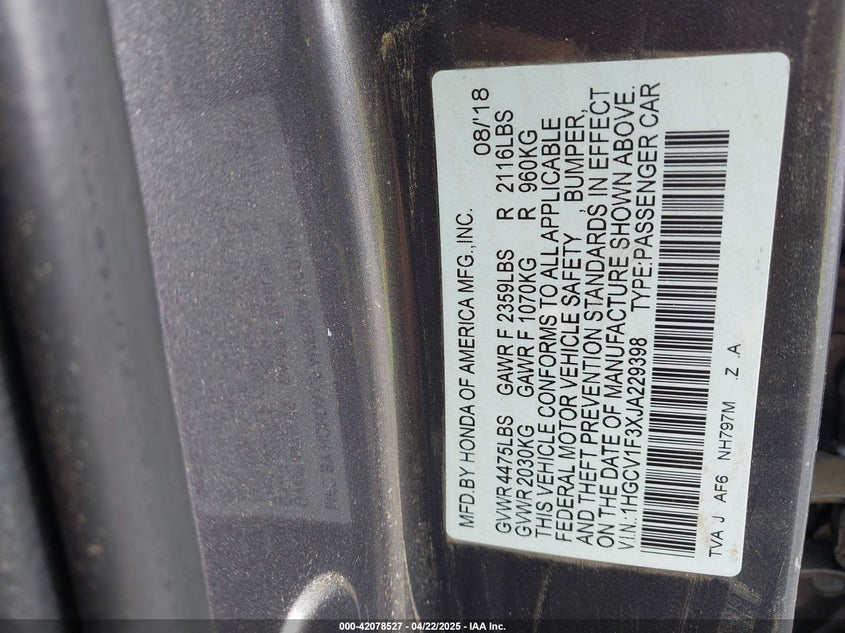 MFD.BY HONDA OF AMERICA MFG.,INC. 08/'18
GVWR 4475LBS GAWR F 2359LBS R 2116LBS
GVWR 2030KG GAWR F 1070KG R 960KG
THIS VEHICLE CONFORMS TO ALL APPLICABLE
FEDERAL MOTOR VEHICLE SAFETY , BUMPER,
AND THEFT PREVENTION STANDARDS IN EFFECT
ON THE DATE OF MANUFACTURE SHOWN ABOVE.
V.I.N.:1HGCV1F3XJA229398 TYPE:PASSENGER CAR
TVA J AF6 NH797M .Z .A
000-42078527 - 04/22/2025 - IAA Inc.